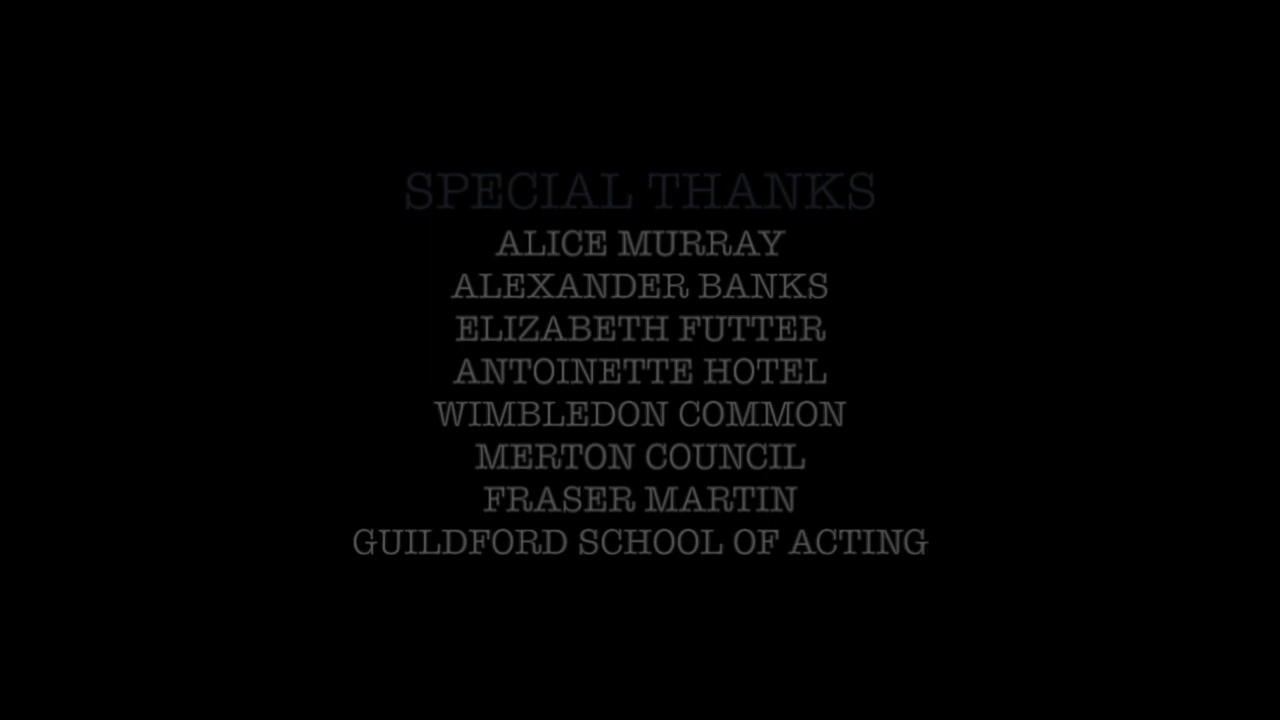 SPECIAL THANKS
ALICE MURRAY
ALEXANDER BANKS
ELIZABETH FUTTER
ANTOINETTE HOTEL
WIMBLEDON COMMON
MERTON COUNCIL
FRASER MARTIN
GUILDFORD SCHOOL OF ACTING